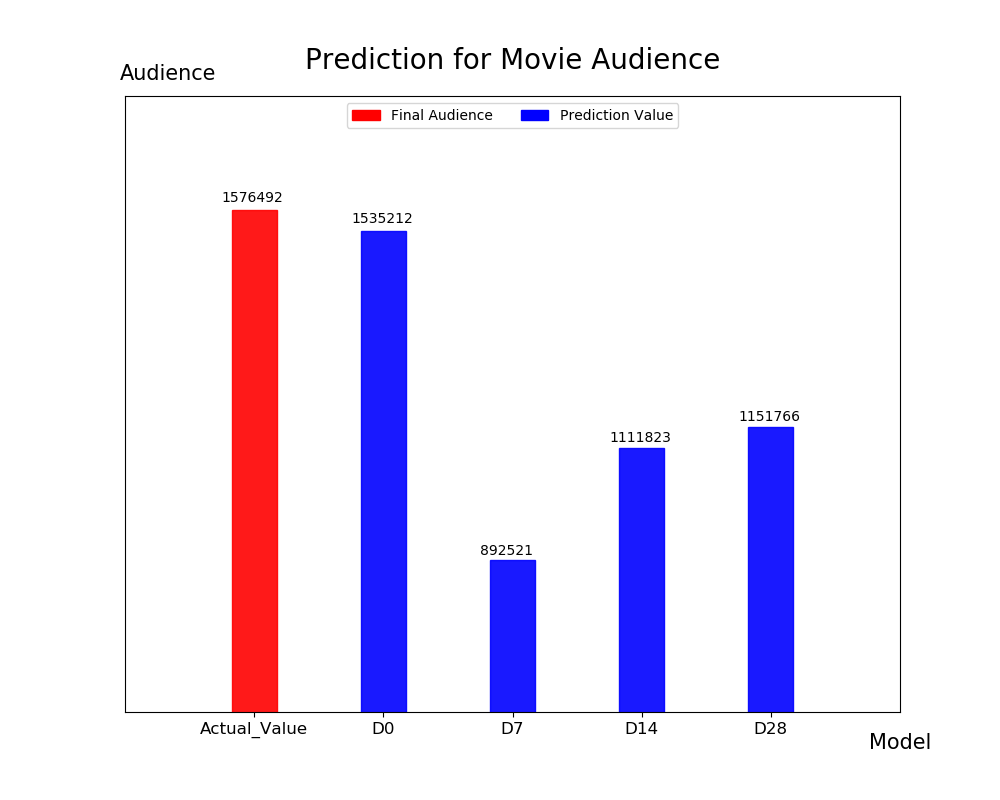 Prediction for Movie Audience
Audience
Final Audience Prediction Value
1576492
1535212
892521
1111823
1151766
Actual_Value D0 D7 D14 D28
Model